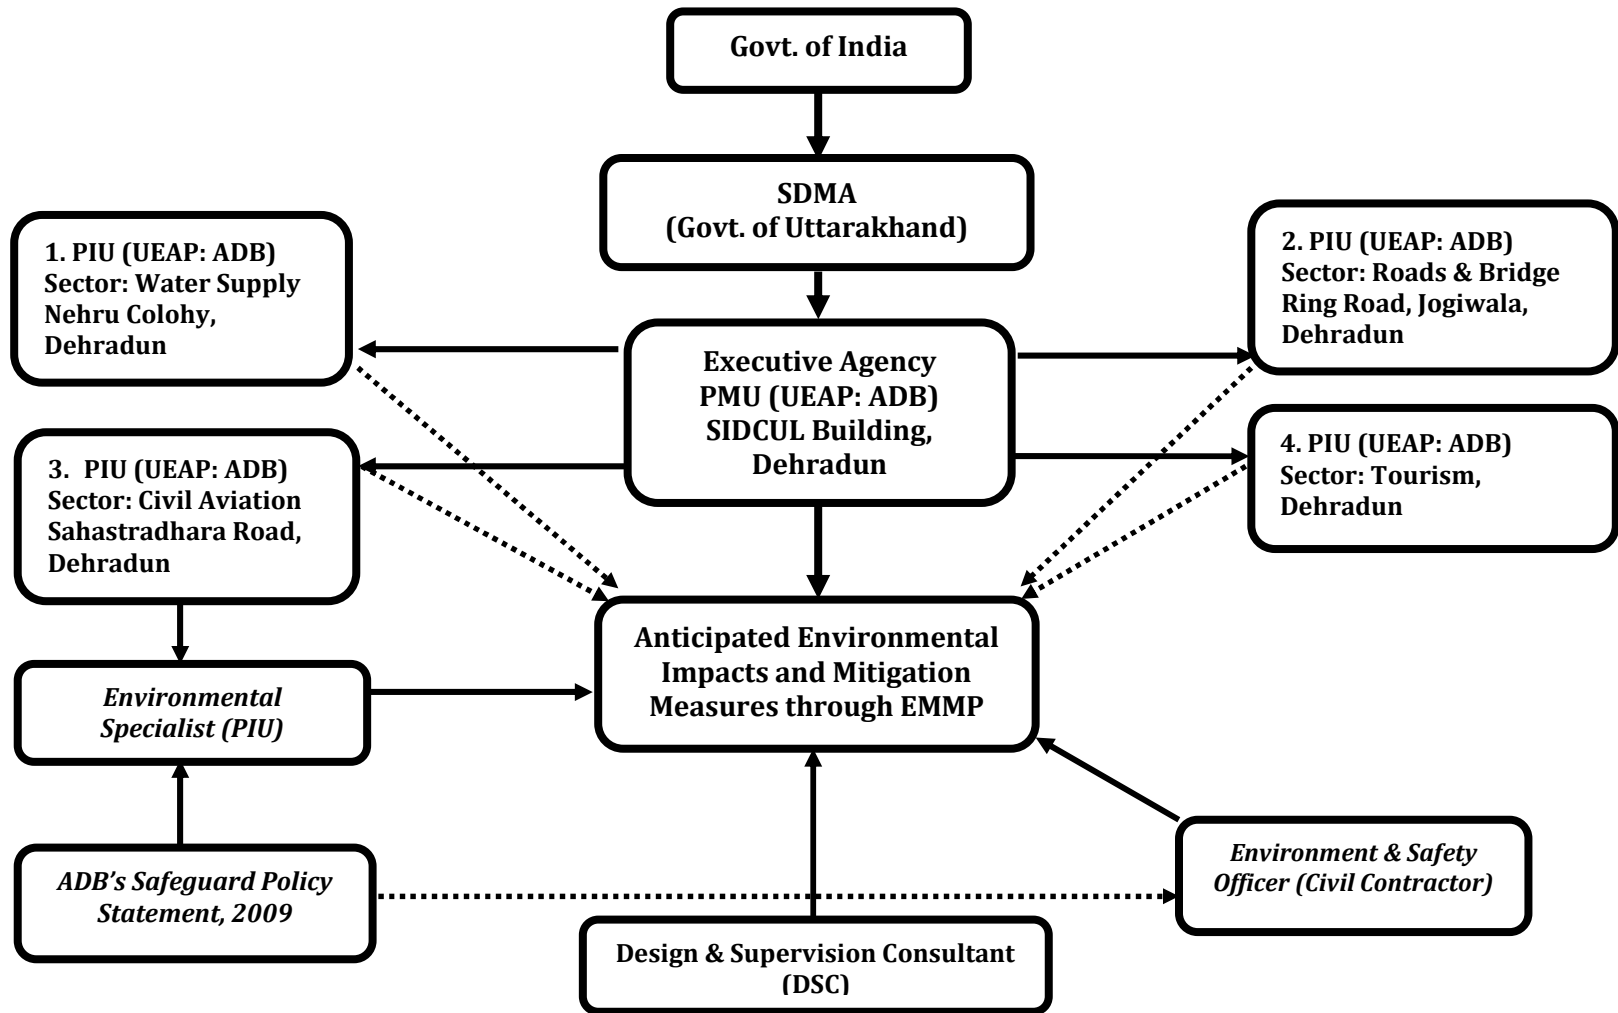 Govt. of India
SDMA
(Govt. of Uttarakhand)
1. PIU (UEAP: ADB)
Sector: Water Supply
Nehru Colohy,
Dehradun
2. PIU (UEAP: ADB)
Sector: Roads & Bridge
Ring Road, Jogiwala,
Dehradun
Executive Agency
PMU (UEAP: ADB)
SIDCUL Building,
Dehradun
3. PIU (UEAP: ADB)
Sector: Civil Aviation
Sahastradhara Road,
Dehradun
4. PIU (UEAP: ADB)
Sector: Tourism,
Dehradun
Anticipated Environmental
Impacts and Mitigation
Measures through EMMP
Environmental
Specialist (PIU)
ADB’s Safeguard Policy
Statement, 2009
Environment & Safety
Officer (Civil Contractor)
Design & Supervision Consultant
(DSC)